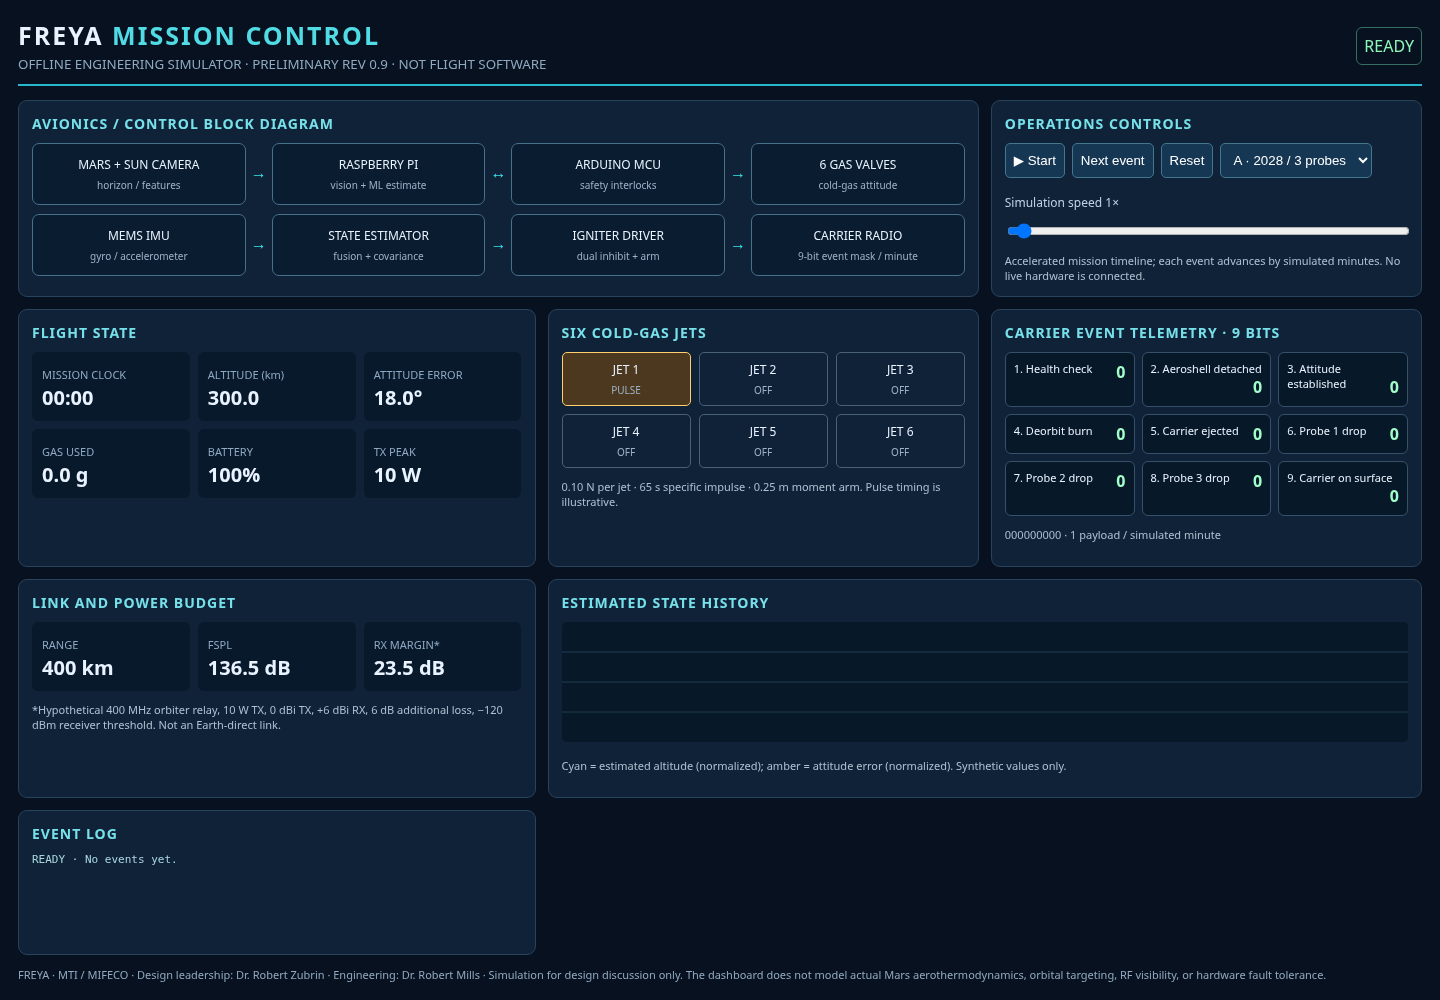 FREYA MISSION CONTROL
OFFLINE ENGINEERING SIMULATOR · PRELIMINARY REV 0.9 · NOT FLIGHT SOFTWARE
READY
AVIONICS / CONTROL BLOCK DIAGRAM
MARS + SUN CAMERA
horizon / features
→
RASPBERRY PI
vision + ML estimate
↔
ARDUINO MCU
safety interlocks
→
6 GAS VALVES
cold-gas attitude
MEMS IMU
gyro / accelerometer
→
STATE ESTIMATOR
fusion + covariance
→
IGNITER DRIVER
dual inhibit + arm
→
CARRIER RADIO
9-bit event mask / minute
OPERATIONS CONTROLS
▶ Start
Next event
Reset
A · 2028 / 3 probes
Simulation speed 1×
Accelerated mission timeline; each event advances by simulated minutes. No
live hardware is connected.
FLIGHT STATE
MISSION CLOCK
00:00
ALTITUDE (km)
300.0
ATTITUDE ERROR
18.0°
GAS USED
0.0 g
BATTERY
100%
TX PEAK
10 W
SIX COLD-GAS JETS
JET 1
PULSE
JET 2
OFF
JET 3
OFF
JET 4
OFF
JET 5
OFF
JET 6
OFF
0.10 N per jet · 65 s specific impulse · 0.25 m moment arm. Pulse timing is
illustrative.
CARRIER EVENT TELEMETRY · 9 BITS
1. Health check 0
2. Aeroshell detached
0
3. Attitude
established 0
4. Deorbit burn 0
5. Carrier ejected 0
6. Probe 1 drop 0
7. Probe 2 drop 0
8. Probe 3 drop 0
9. Carrier on surface
0
000000000 · 1 payload / simulated minute
LINK AND POWER BUDGET
RANGE
400 km
FSPL
136.5 dB
RX MARGIN*
23.5 dB
*Hypothetical 400 MHz orbiter relay, 10 W TX, 0 dBi TX, +6 dBi RX, 6 dB additional loss, −120
dBm receiver threshold. Not an Earth-direct link.
ESTIMATED STATE HISTORY
Cyan = estimated altitude (normalized); amber = attitude error (normalized). Synthetic values only.
EVENT LOG
READY · No events yet.
FREYA · MTI / MIFECO · Design leadership: Dr. Robert Zubrin · Engineering: Dr. Robert Mills · Simulation for design discussion only. The dashboard does not model actual Mars aerothermodynamics, orbital targeting, RF visibility, or hardware fault tolerance.